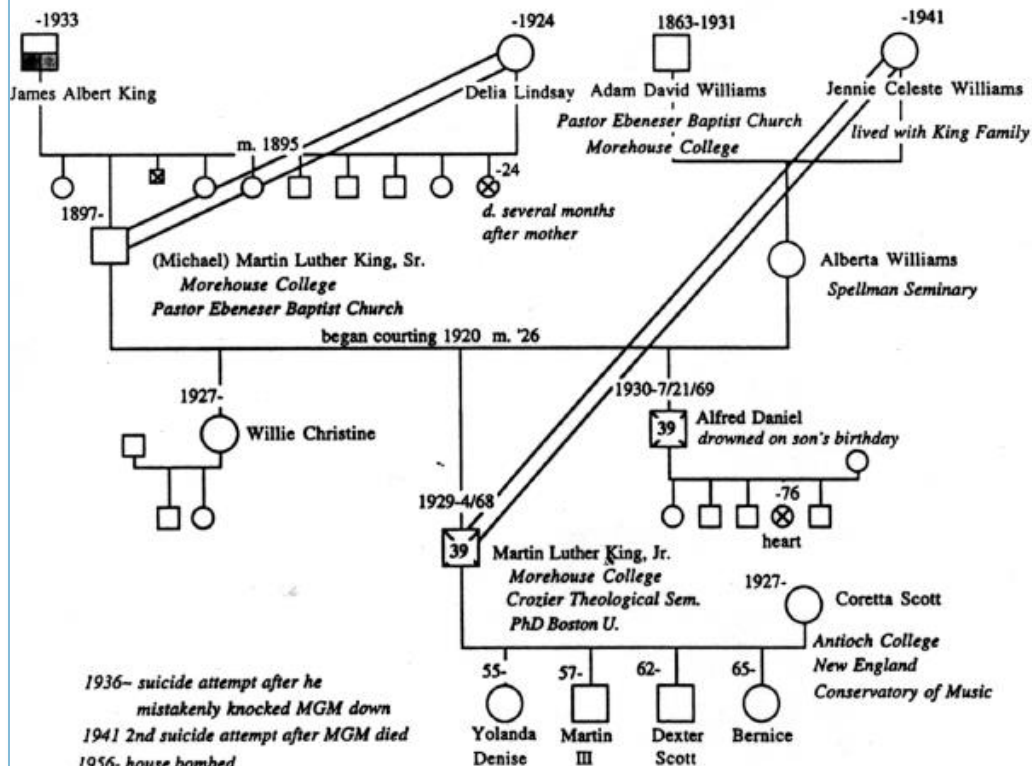 -1933
-1924
1863-1931
-1941
James Albert King
Delia Lindsay
Adam David Williams
Jennie Celeste Williams
Pastor Ebeneser Baptist Church
Morehouse College
lived with King Family
m. 1895
-24
d. several months
after mother
1897-
(Michael) Martin Luther King, Sr.
Morehouse College
Pastor Ebeneser Baptist Church
Alberta Williams
Spellman Seminary
began courting 1920 m. '26
1927-
Willie Christine
1930-7/21/69
39
Alfred Daniel
drowned on son's birthday
-76
heart
1929-4/68
39
Martin Luther King, Jr.
Morehouse College
Crozier Theological Sem.
PhD Boston U.
1927-
Coretta Scott
Antioch College
New England
Conservatory of Music
55-
57-
62-
65-
Yolanda
Denise
Martin
III
Dexter
Scott
Bernice
1936– suicide attempt after he
mistakenly knocked MGM down
1941 2nd suicide attempt after MGM died
1956- house bombed